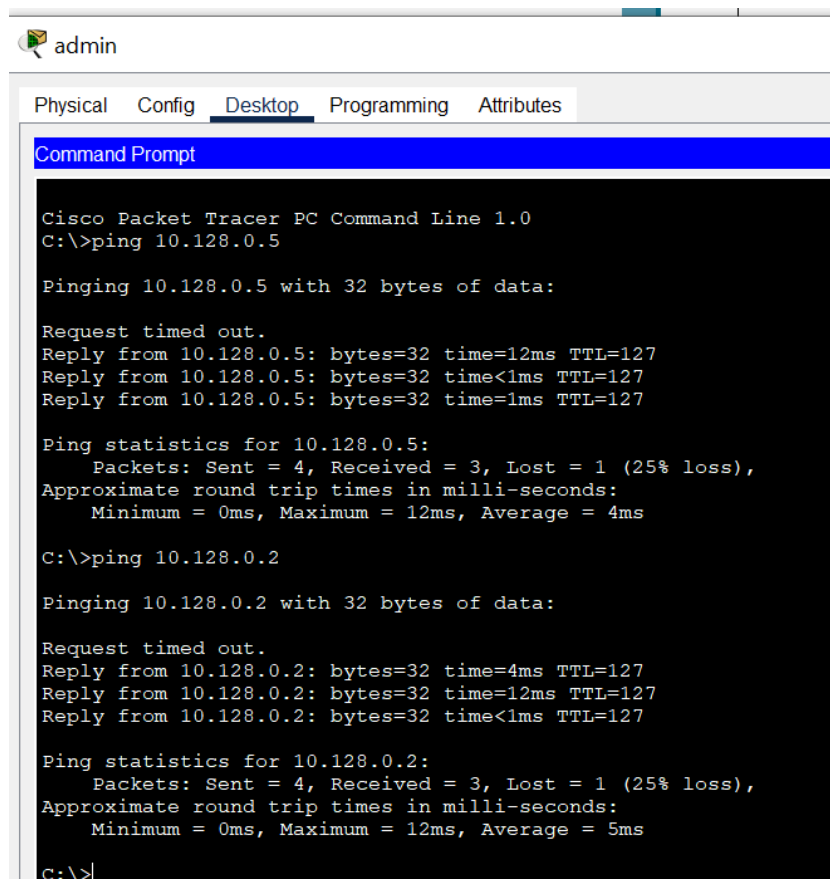 admin
Physical Config Desktop Programming Attributes
Command Prompt
Cisco Packet Tracer PC Command Line 1.0
C:\>ping 10.128.0.5
Pinging 10.128.0.5 with 32 bytes of data:
Request timed out.
Reply from 10.128.0.5: bytes=32 time=12ms TTL=127
Reply from 10.128.0.5: bytes=32 time<1ms TTL=127
Reply from 10.128.0.5: bytes=32 time=1ms TTL=127
Ping statistics for 10.128.0.5:
    Packets: Sent = 4, Received = 3, Lost = 1 (25% loss),
Approximate round trip times in milli-seconds:
    Minimum = 0ms, Maximum = 12ms, Average = 4ms
C:\>ping 10.128.0.2
Pinging 10.128.0.2 with 32 bytes of data:
Request timed out.
Reply from 10.128.0.2: bytes=32 time=4ms TTL=127
Reply from 10.128.0.2: bytes=32 time=12ms TTL=127
Reply from 10.128.0.2: bytes=32 time<1ms TTL=127
Ping statistics for 10.128.0.2:
    Packets: Sent = 4, Received = 3, Lost = 1 (25% loss),
Approximate round trip times in milli-seconds:
    Minimum = 0ms, Maximum = 12ms, Average = 5ms
C:\>